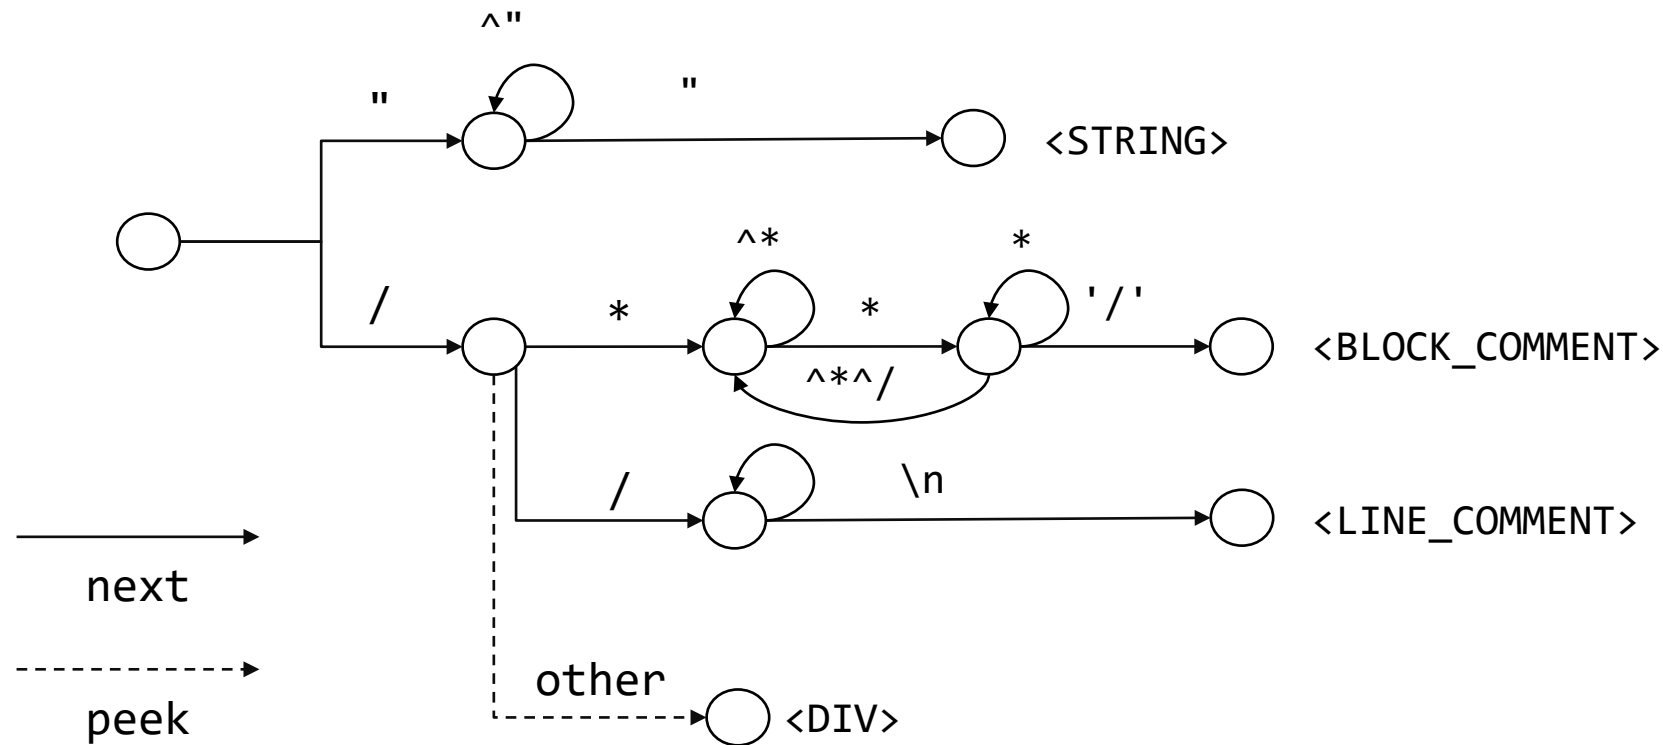 ^"
"
"
<STRING>
^*
*
/
*
*
'/'
<BLOCK_COMMENT>
^*^/
/
\n
<LINE_COMMENT>
next
other
<DIV>
peek